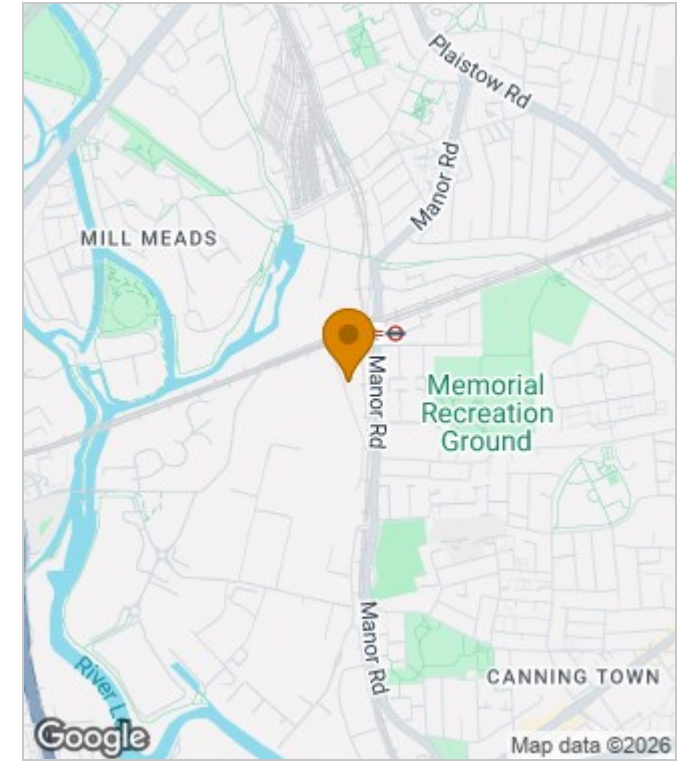 Plaistow Rd
Manor Rd
MILL MEADS
Manor Rd
Memorial
Recreation
Ground
Manor Rd
CANNING TOWN
River Le
Google
Map data ©2026